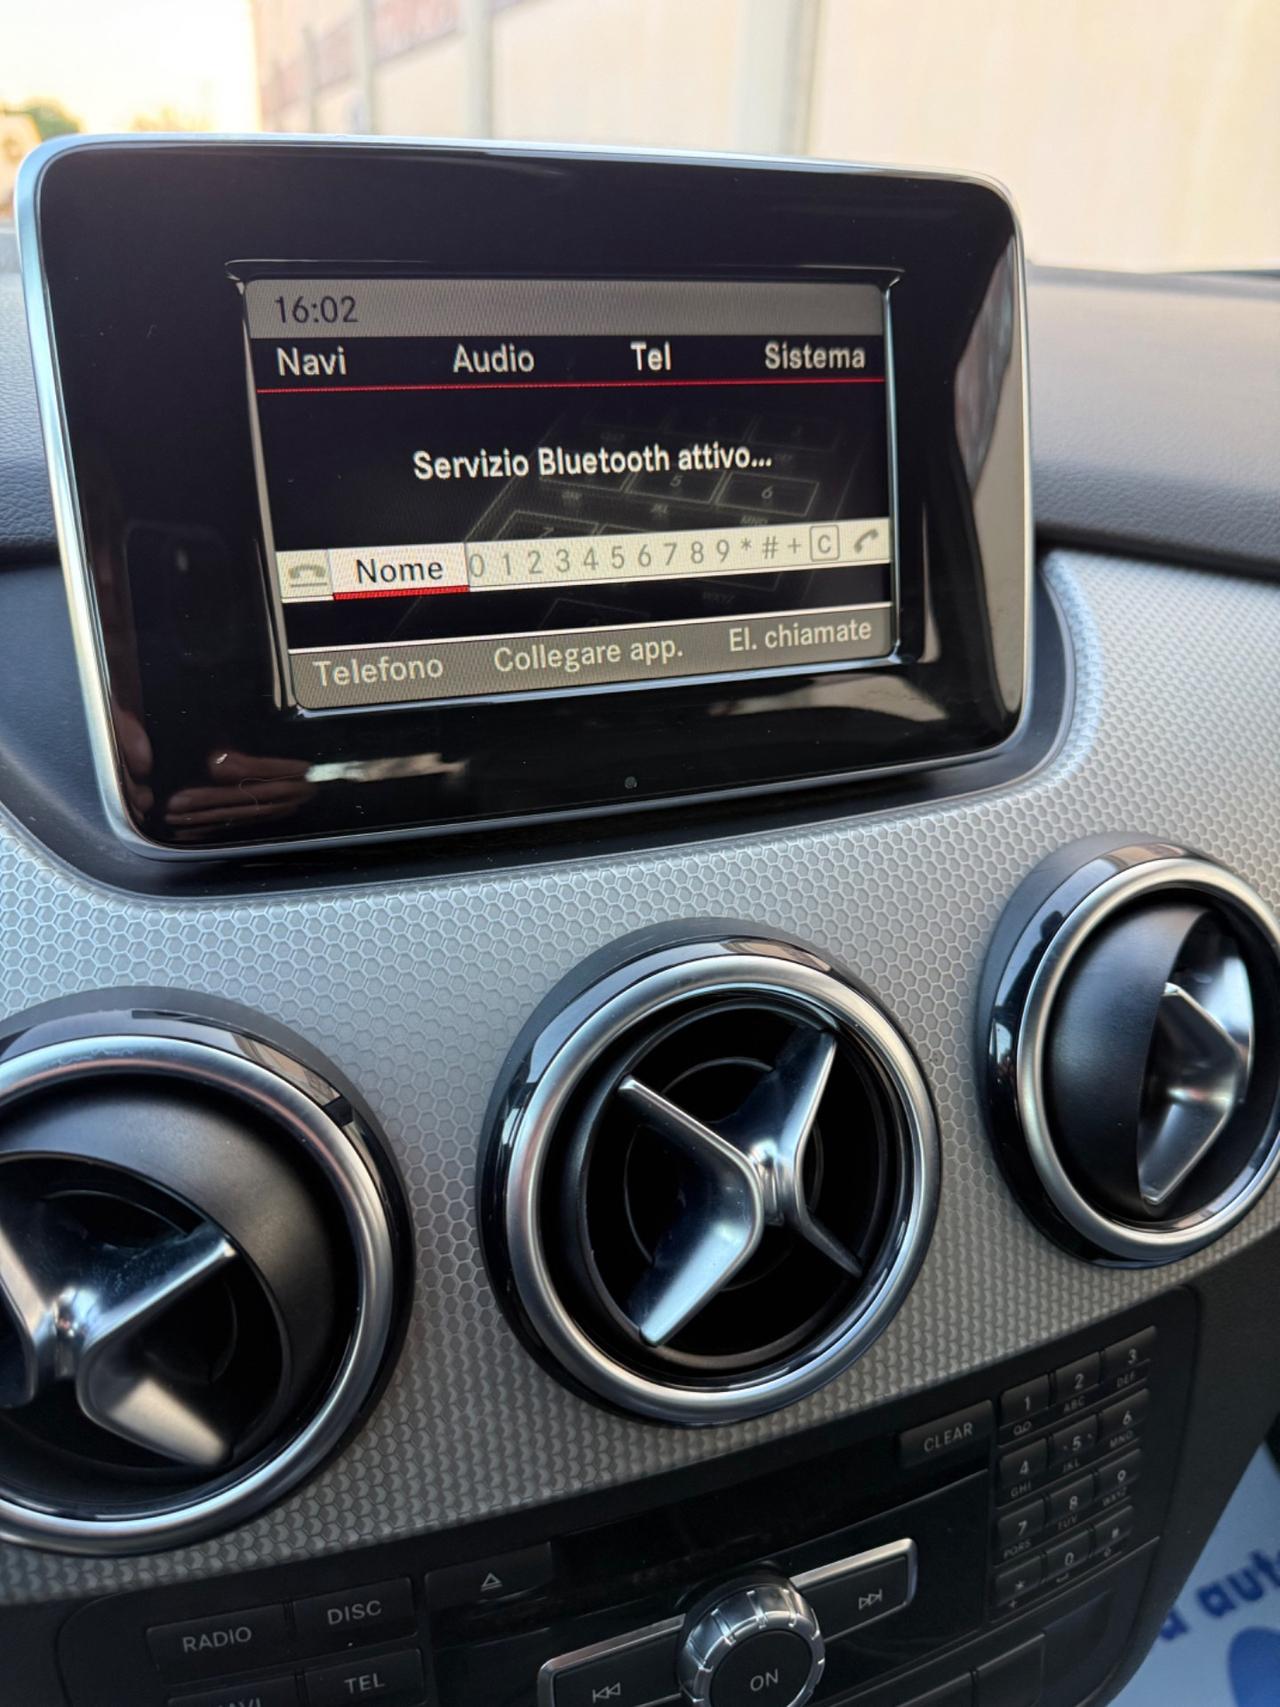 16:02
Navi Audio Tel Sistema
Servizio Bluetooth attivo...
Nome 0 1 2 3 4 5 6 7 8 9 * # + C
Telefono Collegare app. El. chiamate
CLEAR
1 2 ABC 3 DEF
4 GHI 5 JKL 6 MNO
7 PQRS 8 TUV 9 WXYZ
* + 0 #
RADIO DISC
NAVI TEL
ON
auto